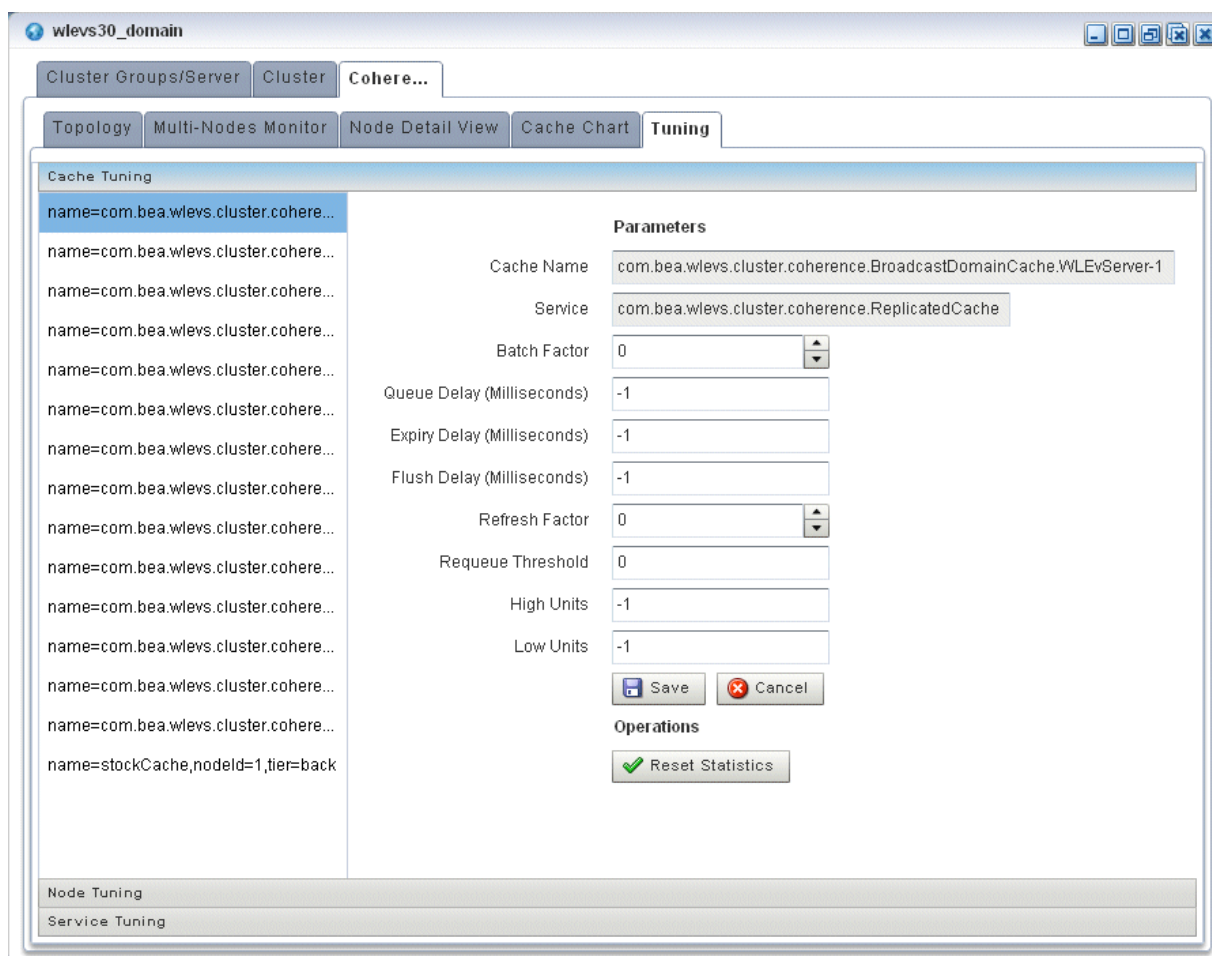 wlevs30_domain
Cluster Groups/Server Cluster Cohere...
Topology Multi-Nodes Monitor Node Detail View Cache Chart Tuning
Cache Tuning
name=com.bea.wlevs.cluster.cohere...
name=com.bea.wlevs.cluster.cohere...
name=com.bea.wlevs.cluster.cohere...
name=com.bea.wlevs.cluster.cohere...
name=com.bea.wlevs.cluster.cohere...
name=com.bea.wlevs.cluster.cohere...
name=com.bea.wlevs.cluster.cohere...
name=com.bea.wlevs.cluster.cohere...
name=com.bea.wlevs.cluster.cohere...
name=com.bea.wlevs.cluster.cohere...
name=com.bea.wlevs.cluster.cohere...
name=com.bea.wlevs.cluster.cohere...
name=com.bea.wlevs.cluster.cohere...
name=com.bea.wlevs.cluster.cohere...
name=stockCache,nodeId=1,tier=back
Parameters
Cache Name com.bea.wlevs.cluster.coherence.BroadcastDomainCache.WLEvServer-1
Service com.bea.wlevs.cluster.coherence.ReplicatedCache
Batch Factor 0
Queue Delay (Milliseconds) -1
Expiry Delay (Milliseconds) -1
Flush Delay (Milliseconds) -1
Refresh Factor 0
Requeue Threshold 0
High Units -1
Low Units -1
Save Cancel
Operations
Reset Statistics
Node Tuning
Service Tuning